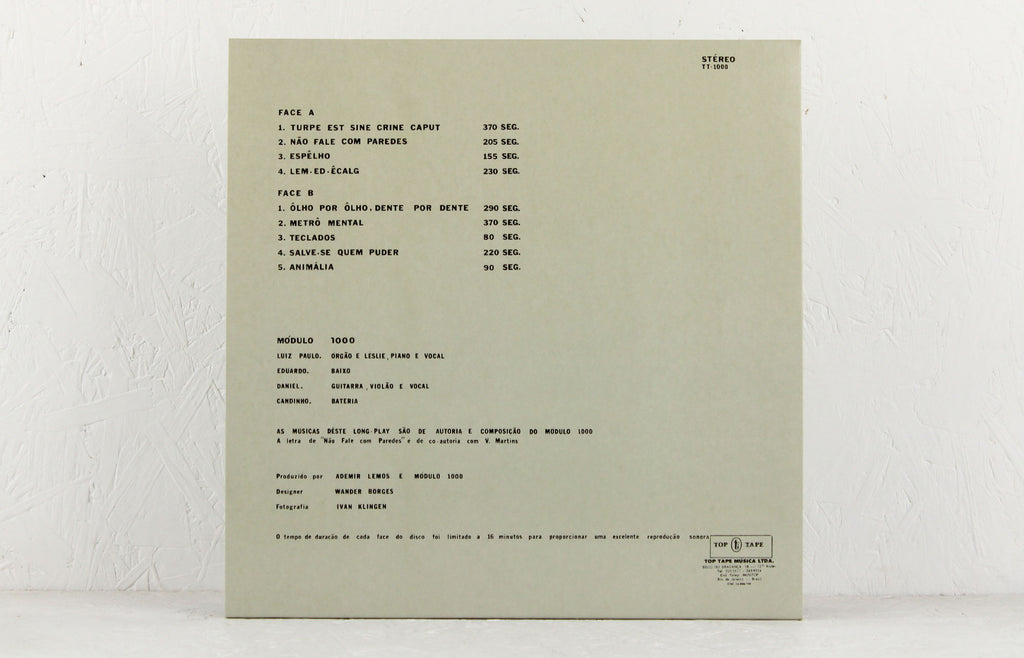 STÉREO
TT-1000
FACE A
1. TURPE EST SINE CRINE CAPUT 370 SEG.
2. NÃO FALE COM PAREDES 205 SEG.
3. ESPÊLHO 155 SEG.
4. LEM-ED-ÊCALG 230 SEG.
FACE B
1. ÔLHO POR ÔLHO, DENTE POR DENTE 290 SEG.
2. METRÔ MENTAL 370 SEG.
3. TECLADOS 80 SEG.
4. SALVE-SE QUEM PUDER 220 SEG.
5. ANIMÁLIA 90 SEG.
MÓDULO 1000
LUIZ PAULO. ORGÃO E LESLIE, PIANO E VOCAL
EDUARDO. BAIXO
DANIEL. GUITARRA, VIOLÃO E VOCAL
CANDINHO. BATERIA
AS MÚSICAS DÊSTE LONG-PLAY SÃO DE AUTORIA E COMPOSIÇÃO DO MÓDULO 1000
A letra de "Não Fale com Paredes" é de co-autoria com V. Martins
Produzido por ADEMIR LEMOS E MÓDULO 1000
Designer WANDER BORGES
Fotografia IVAN KLINGEN
O tempo de duração de cada face do disco foi limitado a 16 minutos para proporcionar uma excelente reprodução sonora
TOP t TAPE
TOP TAPE MÚSICA LTDA.
Rio de Janeiro - Brasil